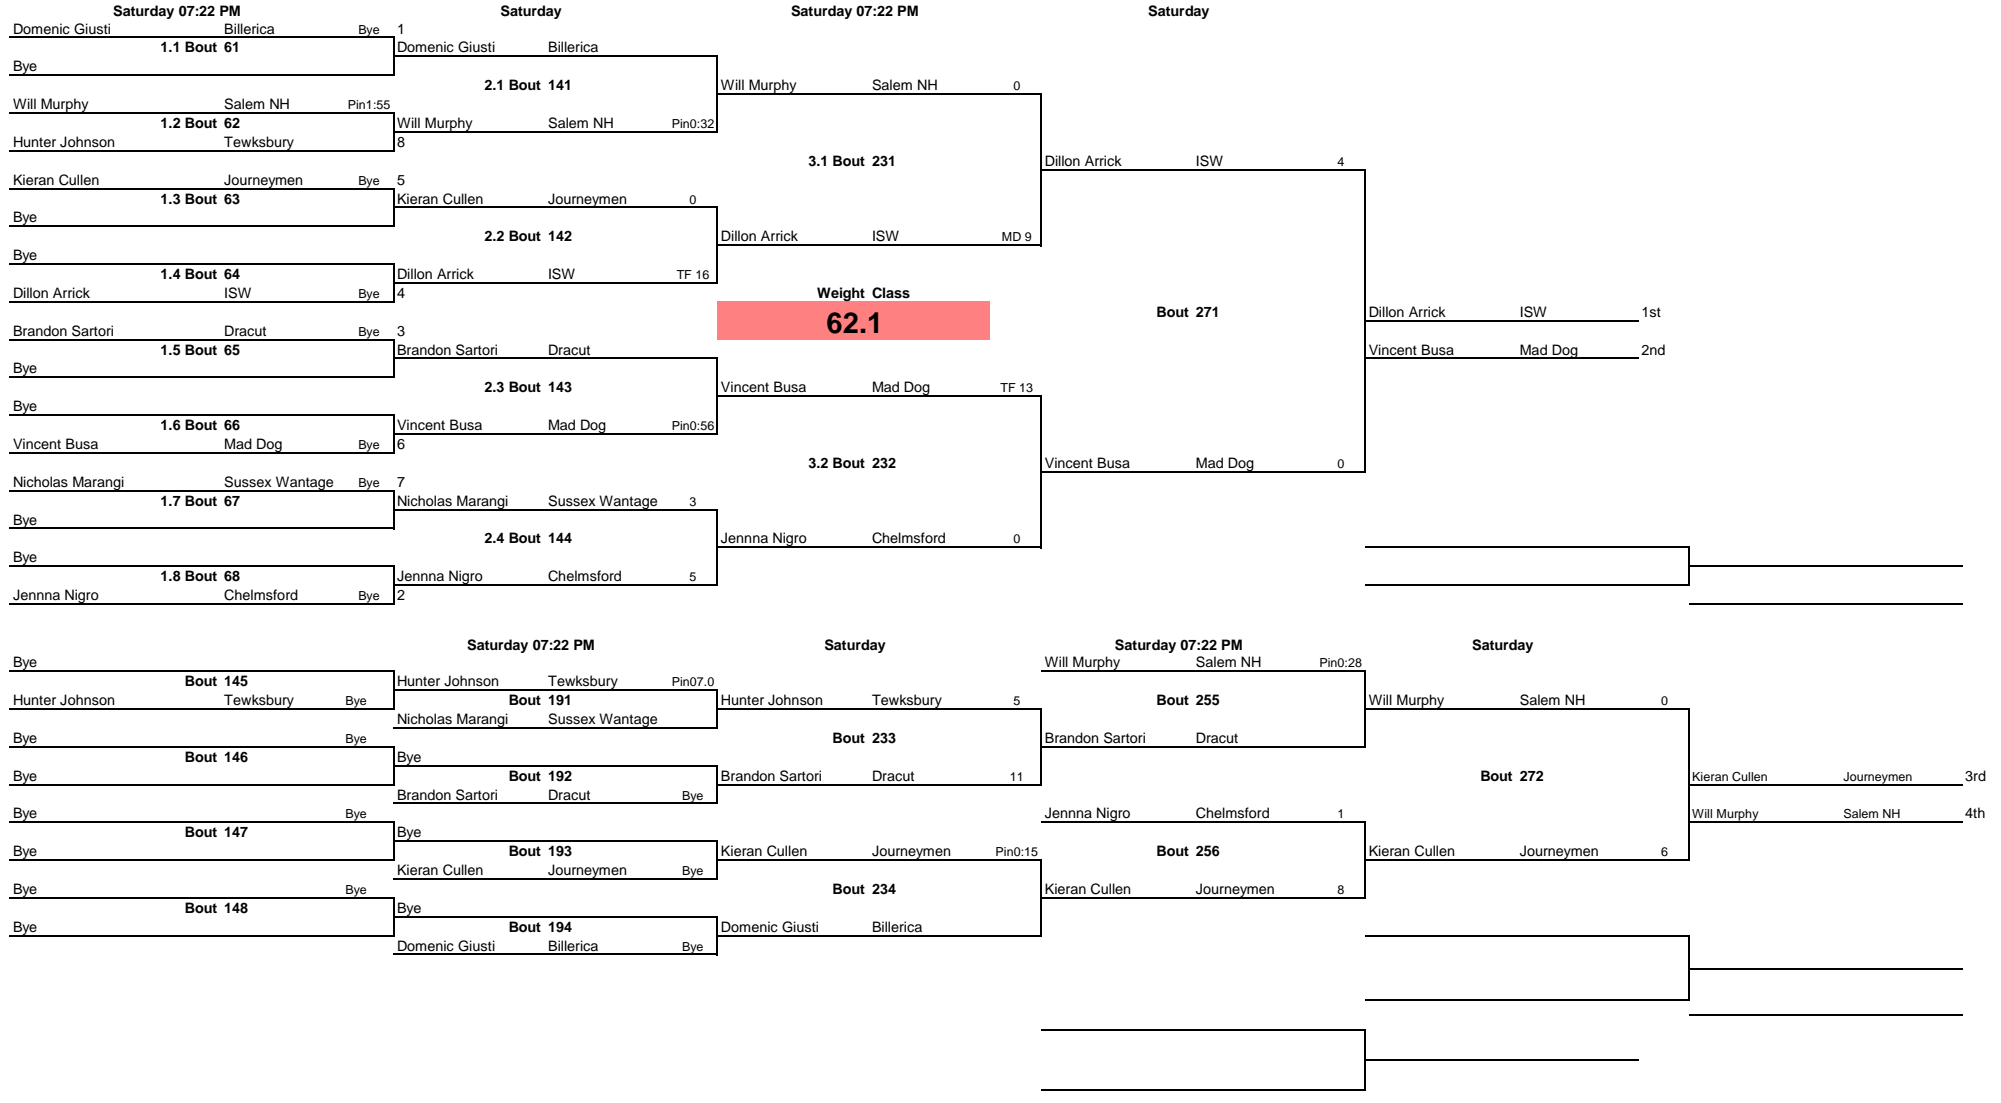 Saturday 07:22 PM Saturday Saturday 07:22 PM Saturday
Domenic Giusti Billerica Bye 1
1.1 Bout 61 Domenic Giusti Billerica
Bye
2.1 Bout 141 Will Murphy Salem NH 0
Will Murphy Salem NH Pin1:55
1.2 Bout 62 Will Murphy Salem NH Pin0:32
Hunter Johnson Tewksbury 8
3.1 Bout 231 Dillon Arrick ISW 4
Kieran Cullen Journeymen Bye 5
1.3 Bout 63 Kieran Cullen Journeymen 0
Bye
2.2 Bout 142 Dillon Arrick ISW MD 9
Bye
1.4 Bout 64 Dillon Arrick ISW TF 16
Dillon Arrick ISW Bye 4 Weight Class
Bout 271 Dillon Arrick ISW 1st
62.1
Brandon Sartori Dracut Bye 3
1.5 Bout 65 Brandon Sartori Dracut Vincent Busa Mad Dog 2nd
Bye
2.3 Bout 143 Vincent Busa Mad Dog TF 13
Bye
1.6 Bout 66 Vincent Busa Mad Dog Pin0:56
Vincent Busa Mad Dog Bye 6
3.2 Bout 232 Vincent Busa Mad Dog 0
Nicholas Marangi Sussex Wantage Bye 7
1.7 Bout 67 Nicholas Marangi Sussex Wantage 3
Bye
2.4 Bout 144 Jennna Nigro Chelmsford 0
Bye
1.8 Bout 68 Jennna Nigro Chelmsford 5
Jennna Nigro Chelmsford Bye 2
Saturday 07:22 PM Saturday Saturday 07:22 PM Saturday
Bye Will Murphy Salem NH Pin0:28
Bout 145 Hunter Johnson Tewksbury Pin07.0
Hunter Johnson Tewksbury Bye Bout 191 Hunter Johnson Tewksbury 5 Bout 255 Will Murphy Salem NH 0
Nicholas Marangi Sussex Wantage
Bye Bye Bout 233 Brandon Sartori Dracut
Bout 146 Bye
Bye Bout 192 Brandon Sartori Dracut 11 Bout 272 Kieran Cullen Journeymen 3rd
Brandon Sartori Dracut Bye
Bye Bye Jennna Nigro Chelmsford 1 Will Murphy Salem NH 4th
Bout 147 Bye
Bye Bout 193 Kieran Cullen Journeymen Pin0:15 Bout 256 Kieran Cullen Journeymen 6
Kieran Cullen Journeymen Bye
Bye Bye Bout 234 Kieran Cullen Journeymen 8
Bout 148 Bye
Bye Bout 194 Domenic Giusti Billerica
Domenic Giusti Billerica Bye